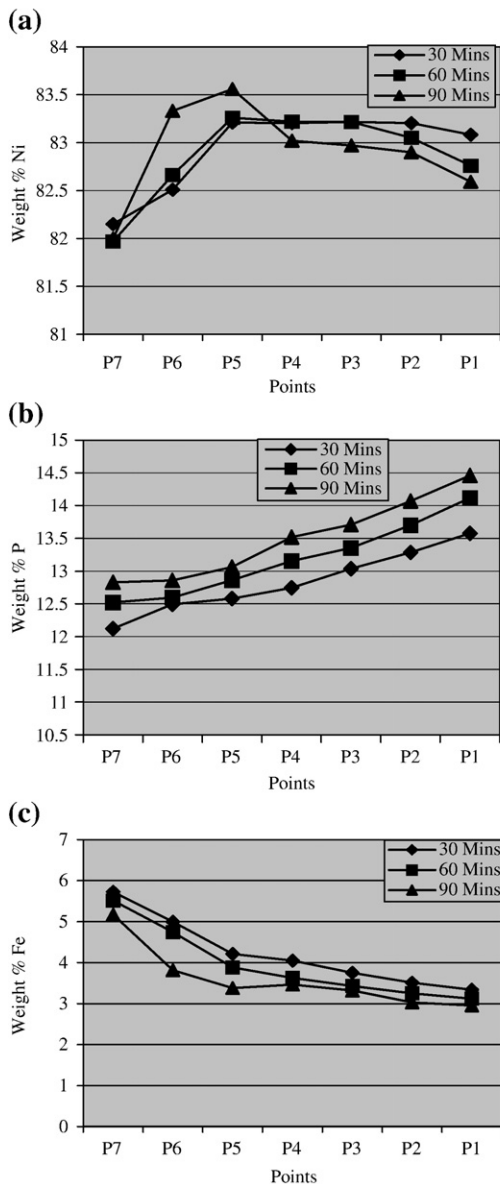 (a)
84
83.5
83
82.5
82
81.5
81
Weight % Ni
30 Mins
60 Mins
90 Mins
P7 P6 P5 P4 P3 P2 P1
Points
(b)
15
14.5
14
13.5
13
12.5
12
11.5
11
10.5
Weight % P
30 Mins
60 Mins
90 Mins
P7 P6 P5 P4 P3 P2 P1
Points
(c)
7
6
5
4
3
2
1
0
Weight % Fe
30 Mins
60 Mins
90 Mins
P7 P6 P5 P4 P3 P2 P1
Points